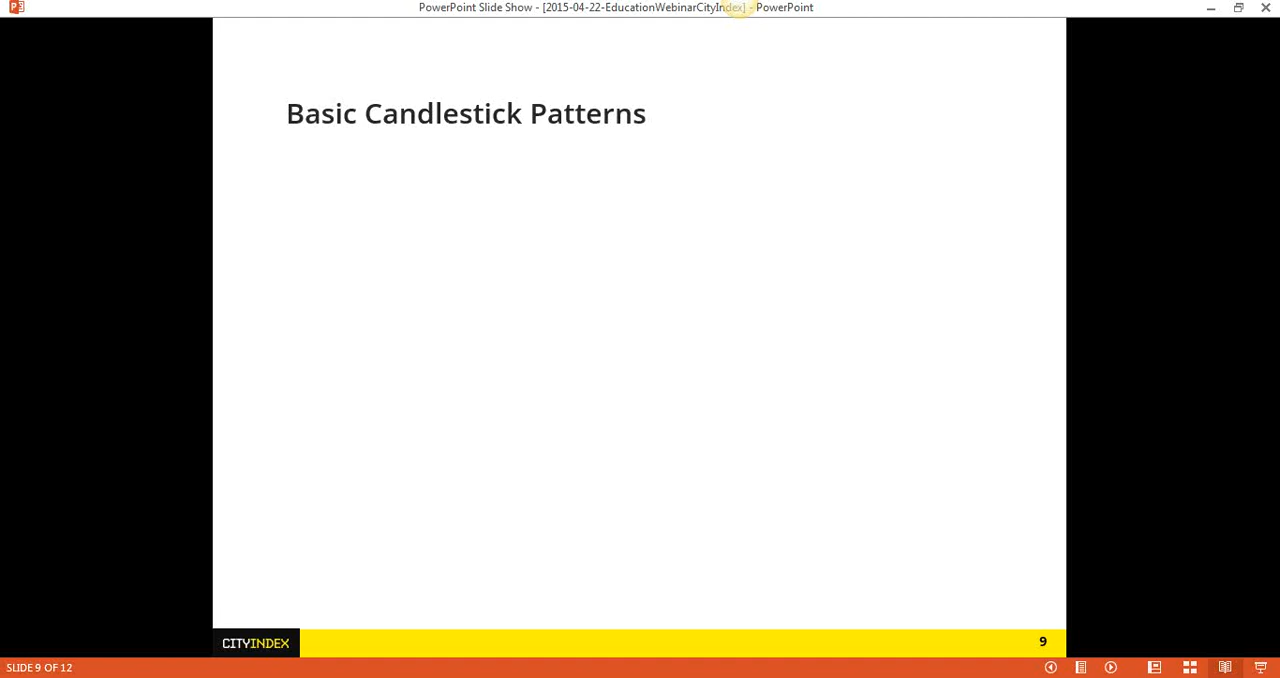 PowerPoint Slide Show - [2015-04-22-EducationWebinarCityIndex] - PowerPoint
Basic Candlestick Patterns
CITYINDEX
9
SLIDE 9 OF 12